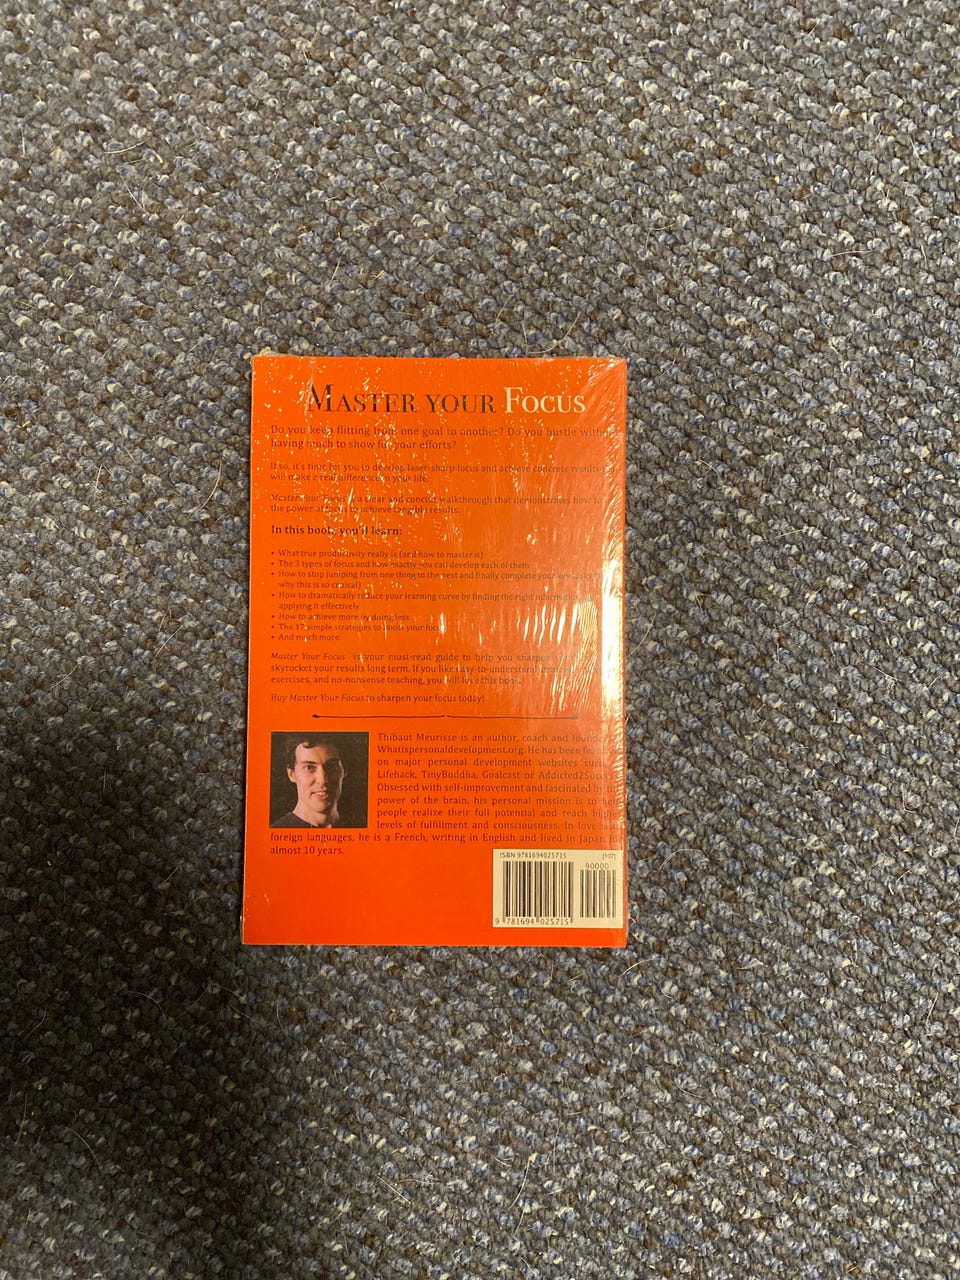 MASTER YOUR FOCUS
Do you keep flitting from one goal to another? Do you hustle
having much to show for your efforts?
If so, it's time for you to develop laser-sharp focus and achieve concrete results
will make a real difference in your life.
Master Your Focus is a clear and concise walkthrough that demonstrates how to
the power of focus to achieve tangible results.
In this book, you'll learn:
• What true productivity really is (and how to master it)
• The 3 types of focus and how exactly you can develop each of them
• How to stop jumping from one thing to the next and finally complete your key tasks
why this is so critical)
• How to dramatically reduce your learning curve by finding the right
applying it effectively
• How to achieve more by doing less
• The 17 simple strategies to boost your
• And much more.
Master Your Focus is your must-read guide to help you sharpen
skyrocket your results long term. If you like easy-to-understand
exercises, and no-nonsense teaching, you will love this book.
Buy Master Your Focus to sharpen your focus today!
Thibaut Meurisse is an author, coach and
Whatispersonaldevelopment.org. He has been
on major personal development websites
Lifehack, TinyBuddha, Goalcast or Addicted2Success.
Obsessed with self-improvement and fascinated by
power of the brain, his personal mission is to
people realize their full potential and reach
levels of fulfillment and consciousness. In love
foreign languages, he is a French, writing in English and lived in Japan
almost 10 years.
ISBN 9781694025715
90000
9 781694 025715